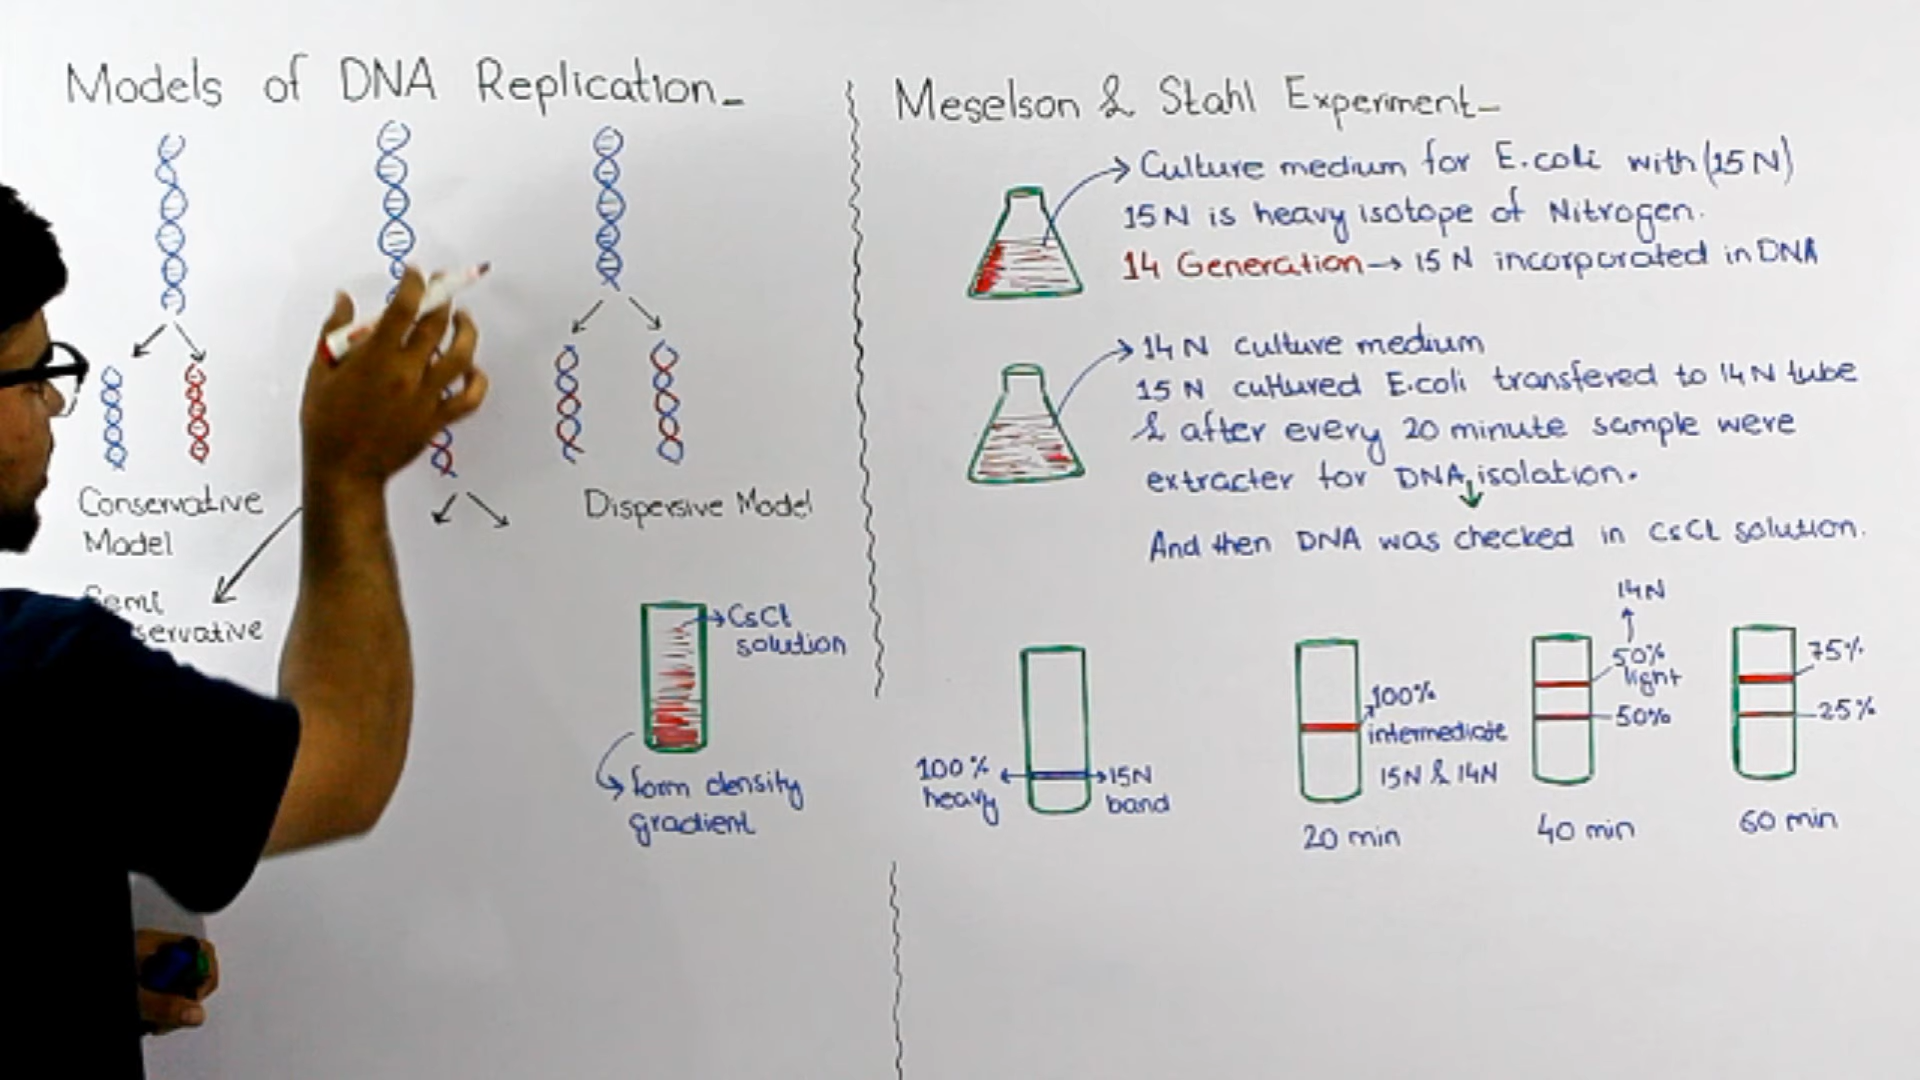 Models of DNA Replication
Conservative
Model
Semi
servative
Dispersive Model
CsCl
solution
form density
gradient
Meselson & Stahl Experiment
Culture medium for E.coli with (15 N)
15 N is heavy isotope of Nitrogen.
14 Generation → 15 N incorporated in DNA
14 N culture medium
15 N cultured E.coli transfered to 14 N tube
& after every 20 minute sample were
extracter for DNA isolation.
And then DNA was checked in CsCl solution.
100%
heavy
15N
band
100%
intermediate
15N & 14N
20 min
14N
50%
light
50%
40 min
75%
25%
60 min